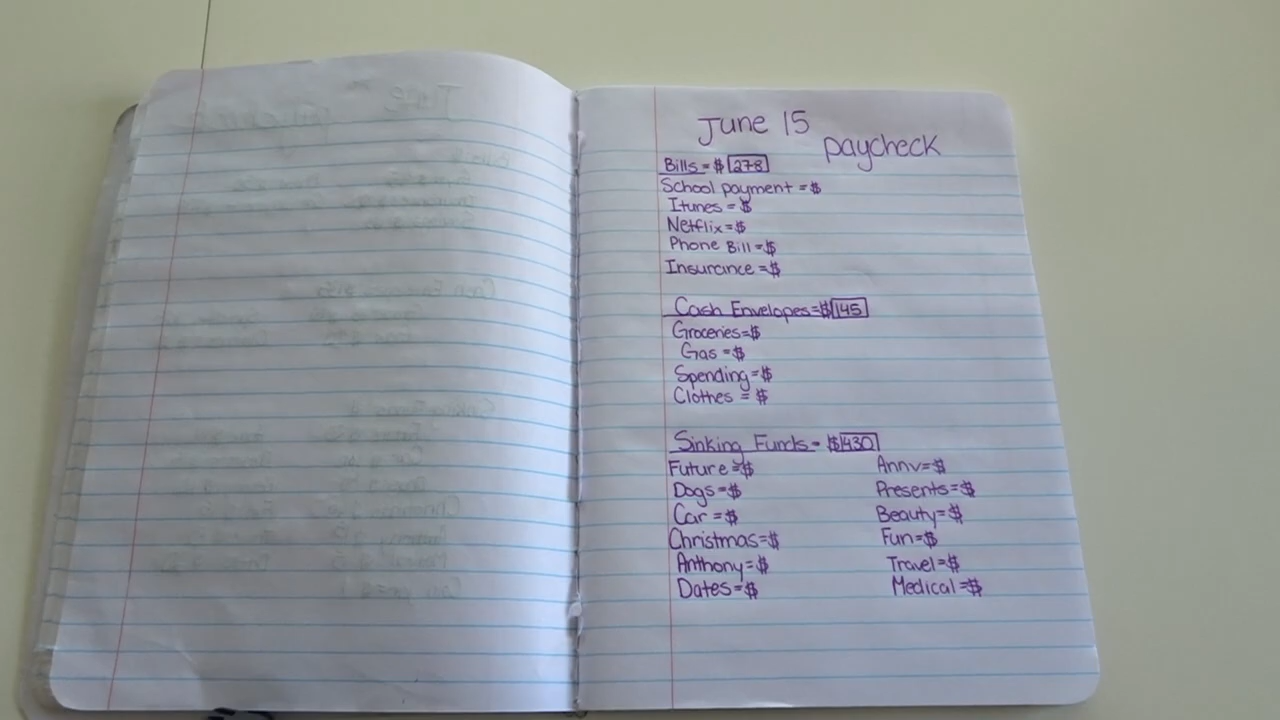 June 15
paycheck
Bills = $ 278
School payment = $
Itunes = $
Netflix = $
Phone Bill = $
Insurance = $
Cash Envelopes = $ 145
Groceries = $
Gas = $
Spending = $
Clothes = $
Sinking Funds = $ 430
Future = $
Dogs = $
Car = $
Christmas = $
Anthony = $
Dates = $
Annv = $
Presents = $
Beauty = $
Fun = $
Travel = $
Medical = $